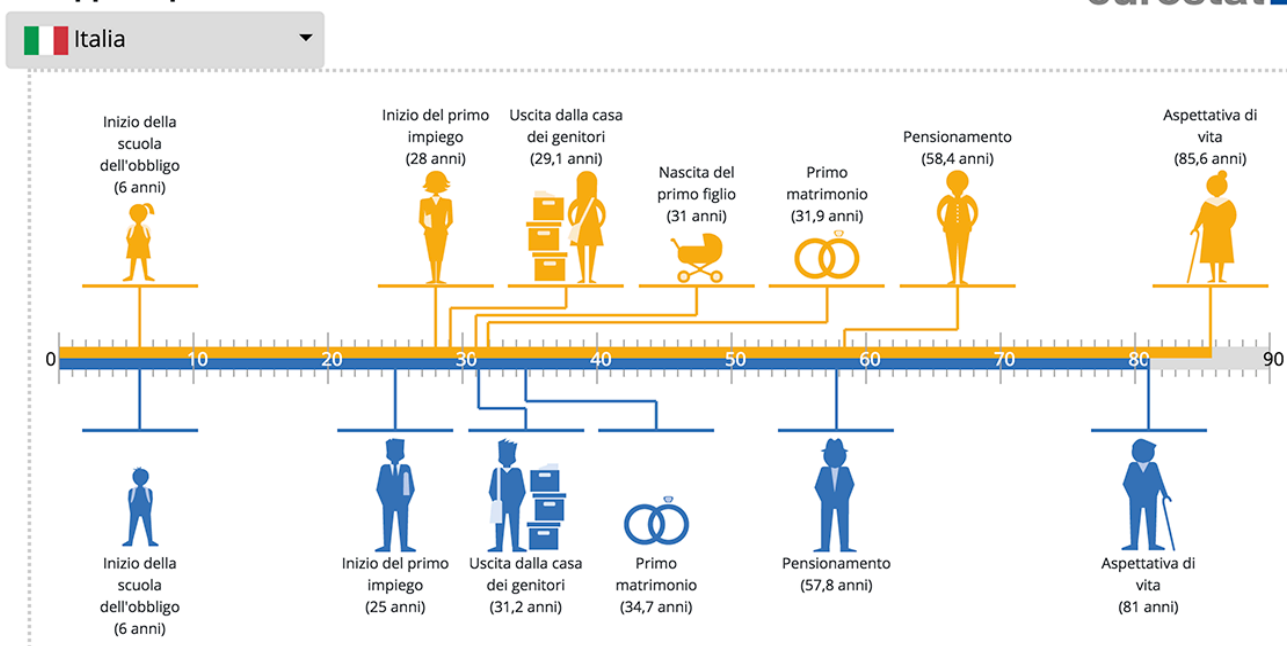 eurostat
Italia
Inizio della
scuola
dell'obbligo
(6 anni)
Inizio del primo
impiego
(28 anni)
Uscita dalla casa
dei genitori
(29,1 anni)
Nascita del
primo figlio
(31 anni)
Primo
matrimonio
(31,9 anni)
Pensionamento
(58,4 anni)
Aspettativa di
vita
(85,6 anni)
0 10 20 30 40 50 60 70 80 90
Inizio della
scuola
dell'obbligo
(6 anni)
Inizio del primo
impiego
(25 anni)
Uscita dalla casa
dei genitori
(31,2 anni)
Primo
matrimonio
(34,7 anni)
Pensionamento
(57,8 anni)
Aspettativa di
vita
(81 anni)